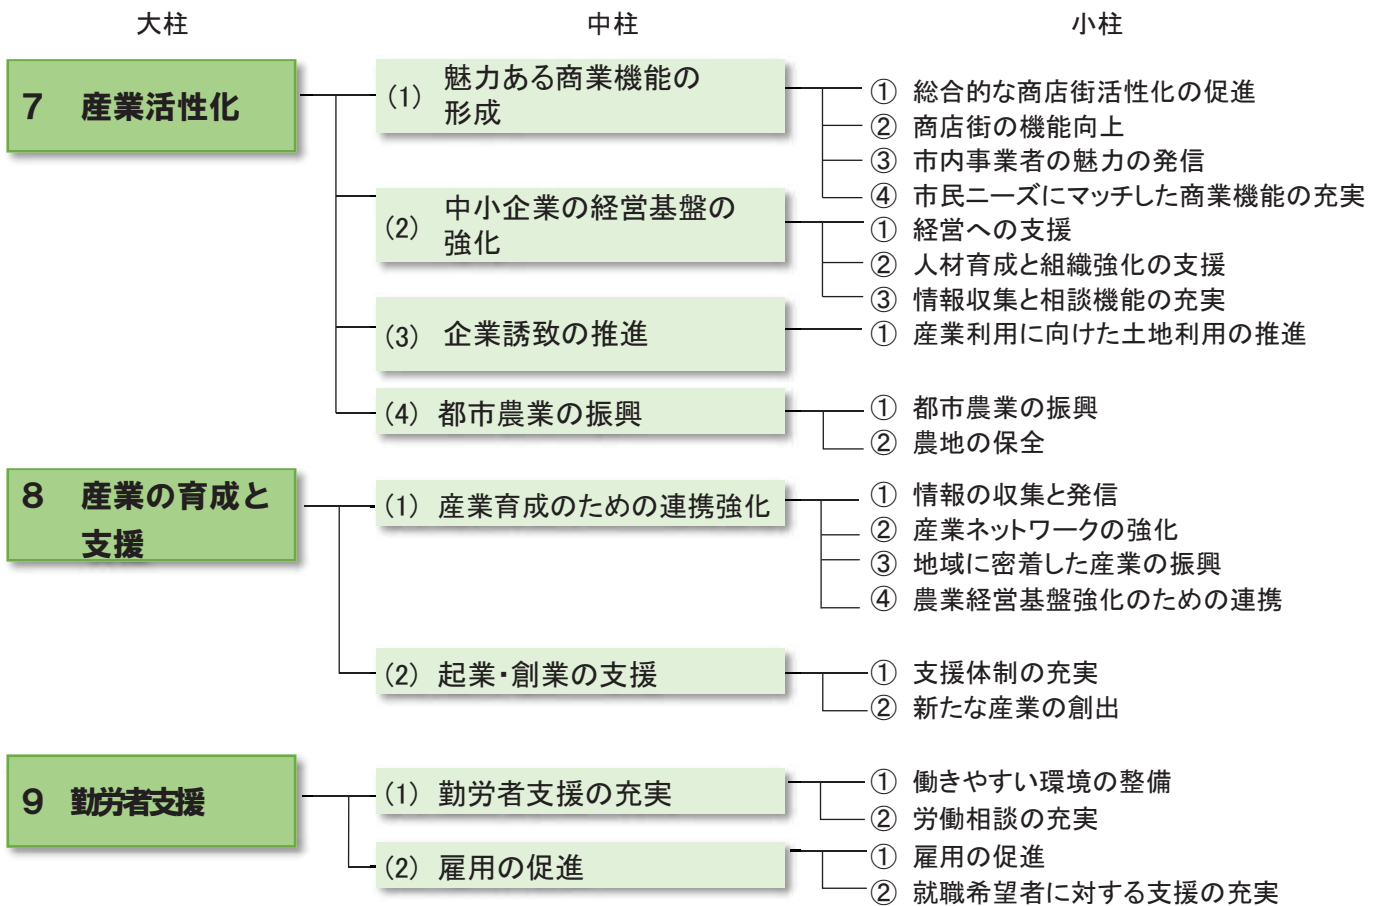 大柱 中柱 小柱
7 産業活性化
(1) 魅力ある商業機能の
形成
① 総合的な商店街活性化の促進
② 商店街の機能向上
③ 市内事業者の魅力の発信
④ 市民ニーズにマッチした商業機能の充実
(2) 中小企業の経営基盤の
強化
① 経営への支援
② 人材育成と組織強化の支援
③ 情報収集と相談機能の充実
(3) 企業誘致の推進
① 産業利用に向けた土地利用の推進
(4) 都市農業の振興
① 都市農業の振興
② 農地の保全
8 産業の育成と
支援
(1) 産業育成のための連携強化
① 情報の収集と発信
② 産業ネットワークの強化
③ 地域に密着した産業の振興
④ 農業経営基盤強化のための連携
(2) 起業・創業の支援
① 支援体制の充実
② 新たな産業の創出
9 勤労者支援
(1) 勤労者支援の充実
① 働きやすい環境の整備
② 労働相談の充実
(2) 雇用の促進
① 雇用の促進
② 就職希望者に対する支援の充実